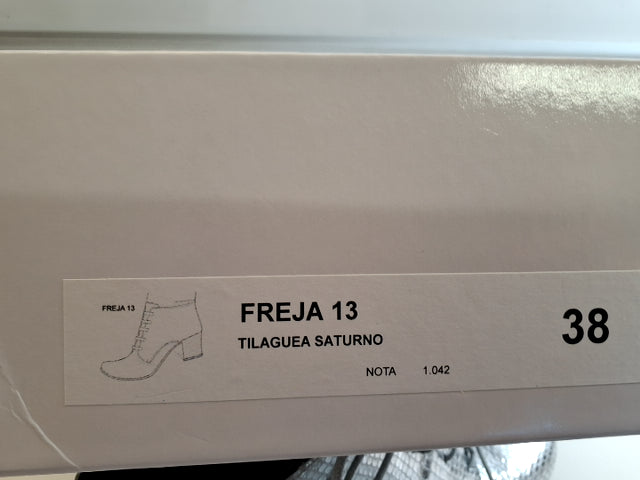 FREJA 13
FREJA 13
38
TILAGUEA SATURNO
NOTA 1.042